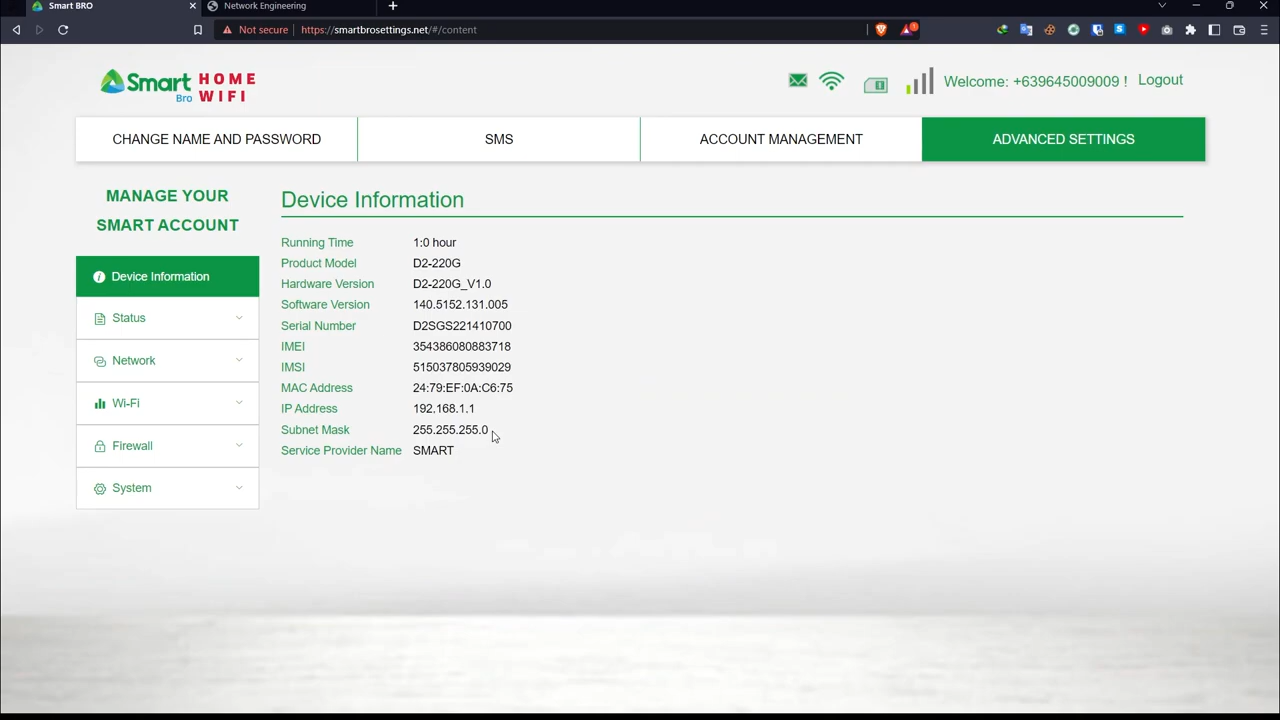 Smart BRO
Network Engineering
Not secure https://smartbrosettings.net/#/content
1
Smart HOME
Bro WIFI
Welcome: +639645009009 ! Logout
CHANGE NAME AND PASSWORD SMS ACCOUNT MANAGEMENT ADVANCED SETTINGS
MANAGE YOUR
SMART ACCOUNT
Device Information
Status
Network
Wi-Fi
Firewall
System
Device Information
Running Time 1:0 hour
Product Model D2-220G
Hardware Version D2-220G_V1.0
Software Version 140.5152.131.005
Serial Number D2SGS221410700
IMEI 354386080883718
IMSI 515037805939029
MAC Address 24:79:EF:0A:C6:75
IP Address 192.168.1.1
Subnet Mask 255.255.255.0
Service Provider Name SMART